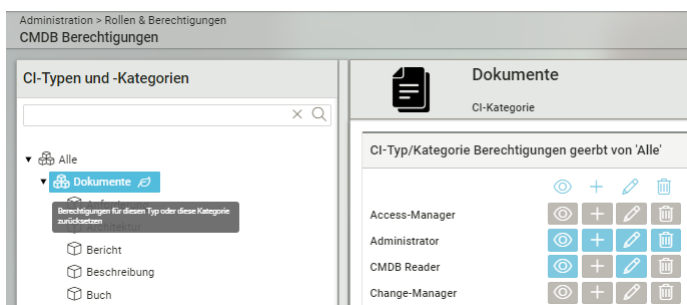 Administration > Rollen & Berechtigungen
CMDB Berechtigungen
CI-Typen und -Kategorien
Dokumente
CI-Kategorie
CI-Typ/Kategorie Berechtigungen geerbt von 'Alle'
Alle
Dokumente
Berechtigungen für diesen Typ oder diese Kategorie
zurücksetzen
Bericht
Beschreibung
Buch
Access-Manager
Administrator
CMDB Reader
Change-Manager